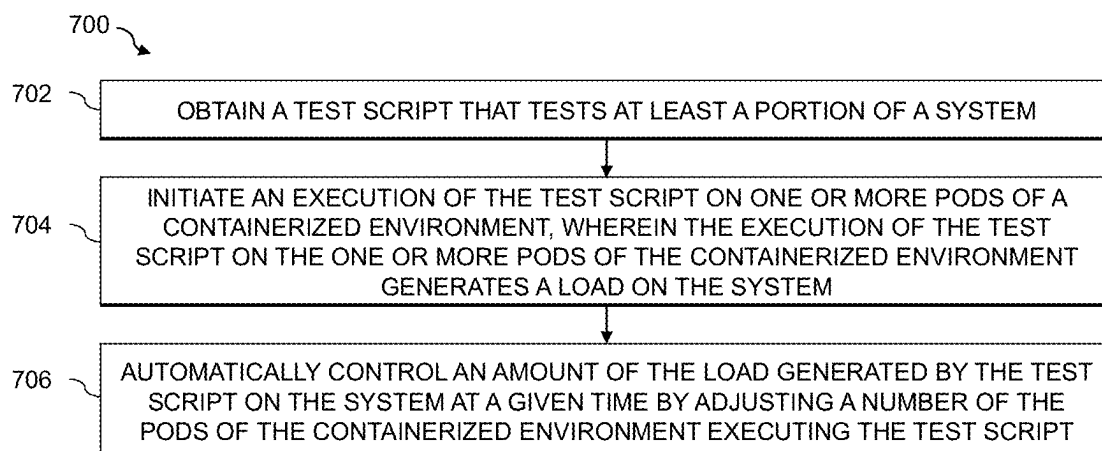 700
702
OBTAIN A TEST SCRIPT THAT TESTS AT LEAST A PORTION OF A SYSTEM
704
INITIATE AN EXECUTION OF THE TEST SCRIPT ON ONE OR MORE PODS OF A
CONTAINERIZED ENVIRONMENT, WHEREIN THE EXECUTION OF THE TEST
SCRIPT ON THE ONE OR MORE PODS OF THE CONTAINERIZED ENVIRONMENT
GENERATES A LOAD ON THE SYSTEM
706
AUTOMATICALLY CONTROL AN AMOUNT OF THE LOAD GENERATED BY THE TEST
SCRIPT ON THE SYSTEM AT A GIVEN TIME BY ADJUSTING A NUMBER OF THE
PODS OF THE CONTAINERIZED ENVIRONMENT EXECUTING THE TEST SCRIPT